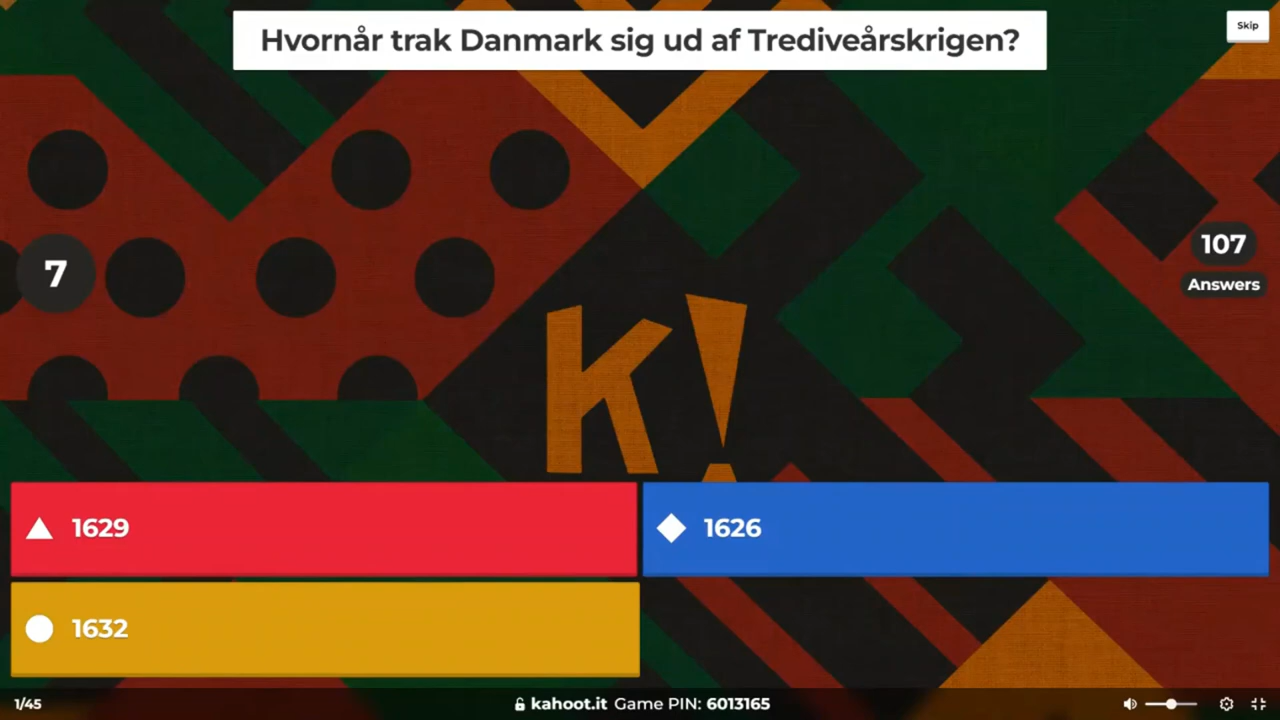 Hvornår trak Danmark sig ud af Trediveårskrigen?
Skip
7
107
Answers
K!
1629
1626
1632
1/45
kahoot.it Game PIN: 6013165